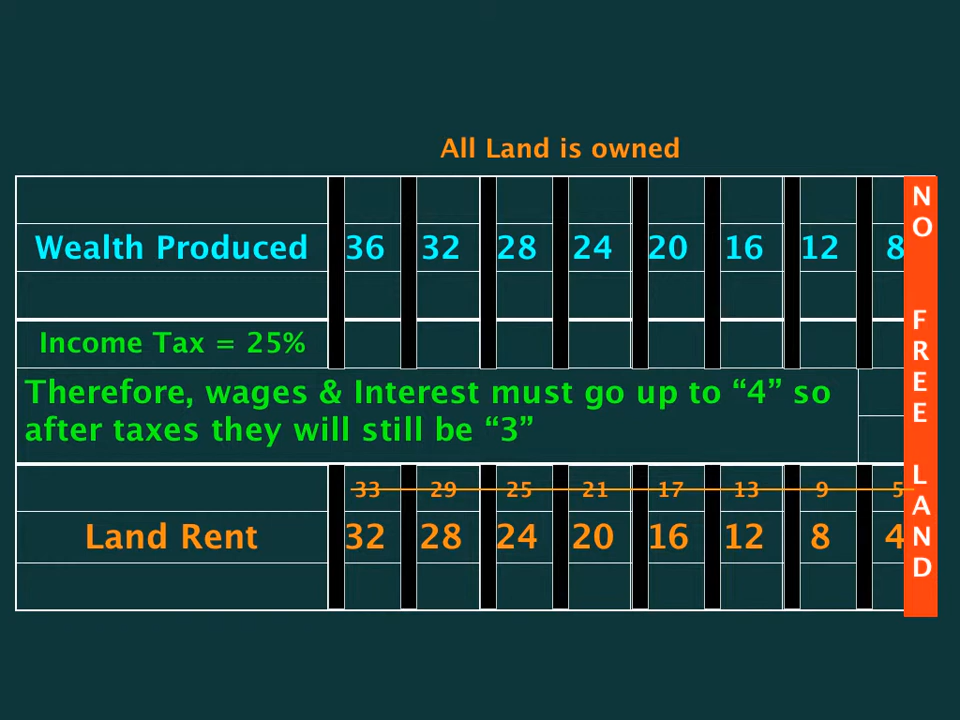 All Land is owned
Wealth Produced 36 32 28 24 20 16 12 8
Income Tax = 25%
Therefore, wages & Interest must go up to “4” so
after taxes they will still be “3”
33 29 25 21 17 13 9 5
Land Rent 32 28 24 20 16 12 8 4
NO FREE LAND